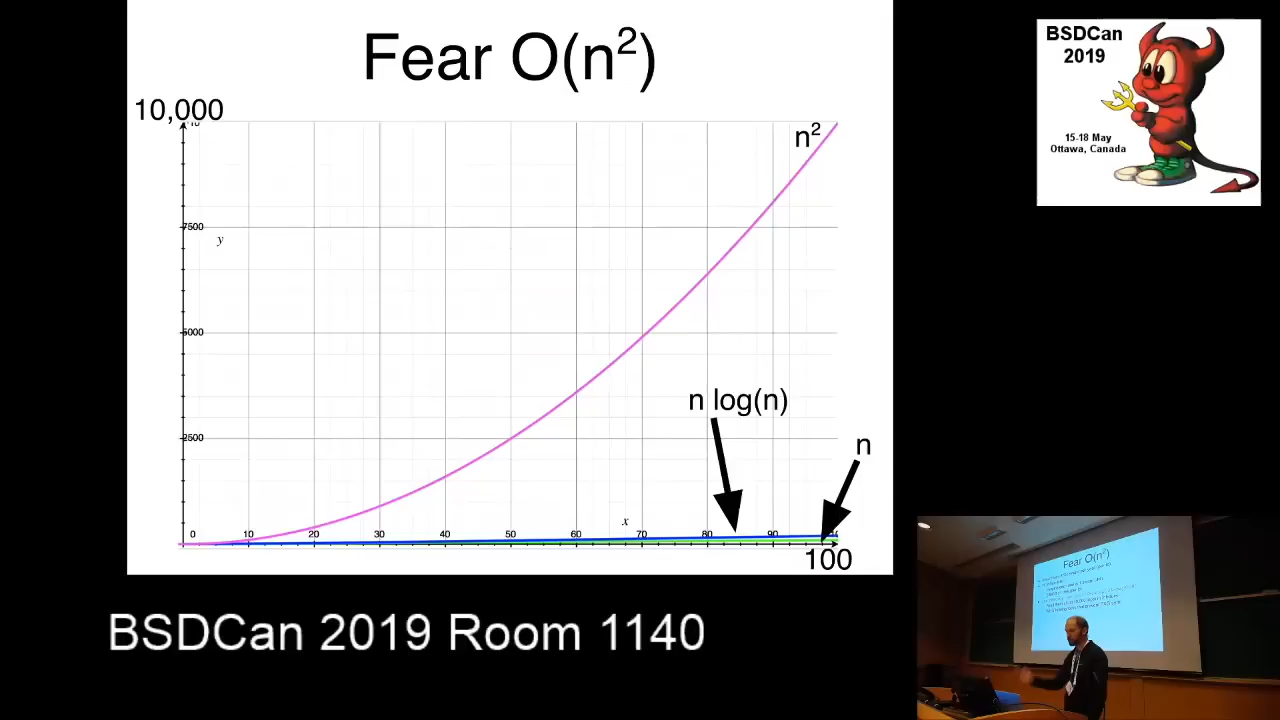 Fear O(n²)
10,000
n²
7500
y
5000
n log(n)
2500
n
x
0 10 20 30 40 50 60 70 80 90
100
BSDCan 2019 Room 1140
BSDCan
2019
15-18 May
Ottawa, Canada
Fear O(n²)